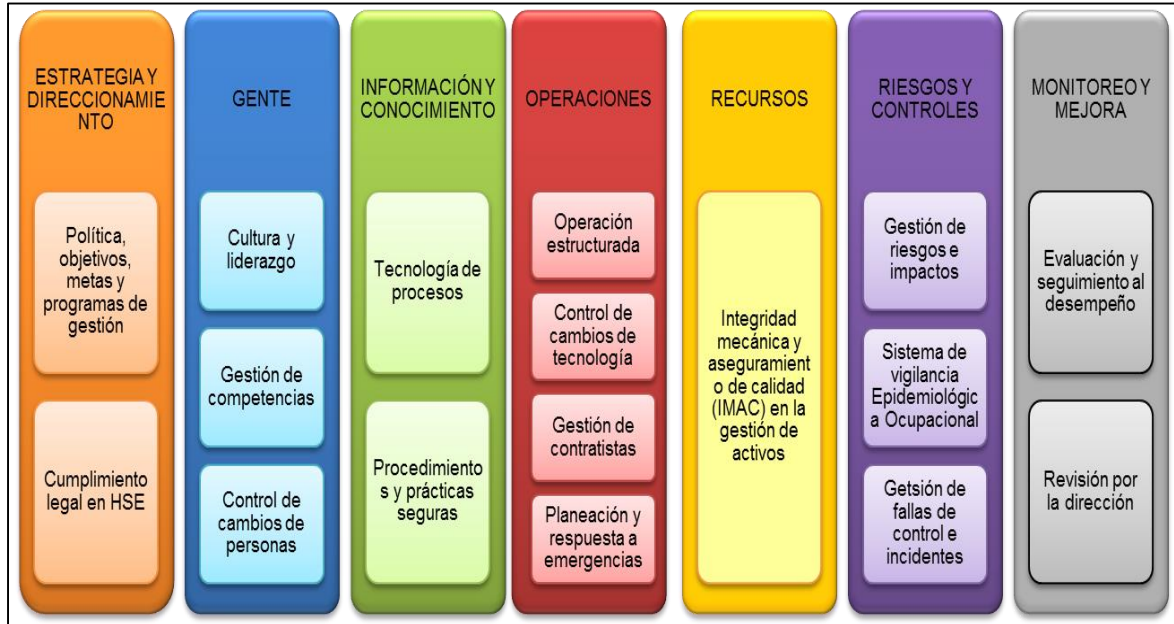 ESTRATEGIA Y
DIRECCIONAMIE
NTO
Política,
objetivos,
metas y
programas de
gestión
Cumplimiento
legal en HSE
GENTE
Cultura y
liderazgo
Gestión de
competencias
Control de
cambios de
personas
INFORMACIÓN Y
CONOCIMIENTO
Tecnología de
procesos
Procedimiento
s y prácticas
seguras
OPERACIONES
Operación
estructurada
Control de
cambios de
tecnología
Gestión de
contratistas
Planeación y
respuesta a
emergencias
RECURSOS
Integridad
mecánica y
aseguramient
o de calidad
(IMAC) en la
gestión de
activos
RIESGOS Y
CONTROLES
Gestión de
riesgos e
impactos
Sistema de
vigilancia
Epidemiológic
a Ocupacional
Getsión de
fallas de
control e
incidentes
MONITOREO Y
MEJORA
Evaluación y
seguimiento al
desempeño
Revisión por
la dirección